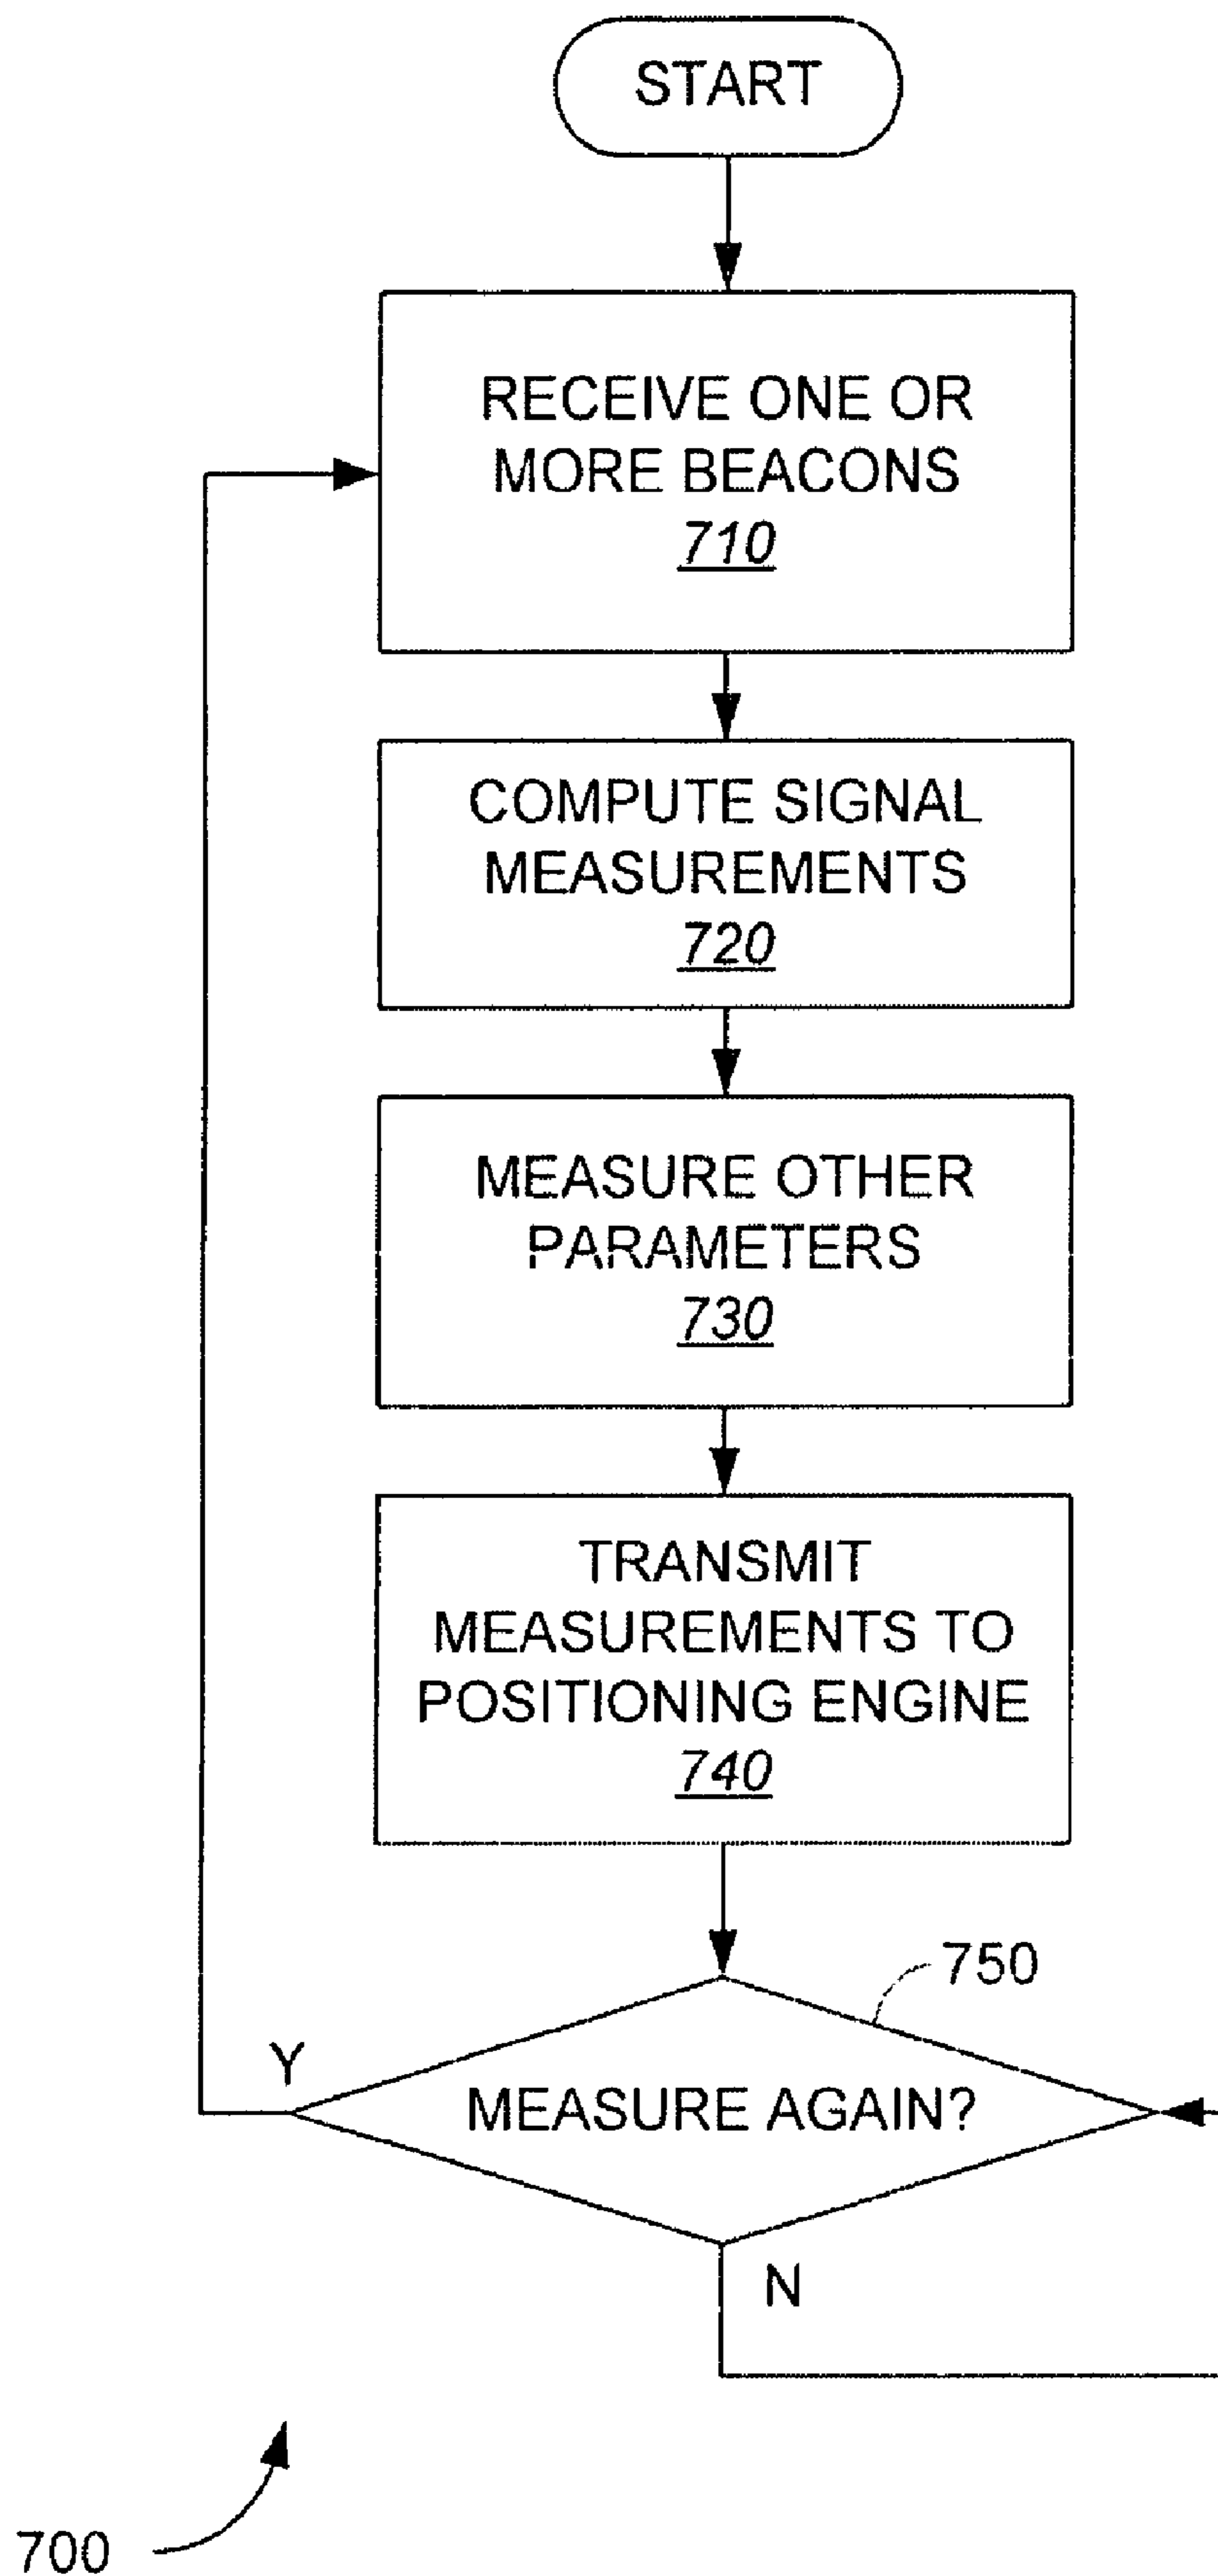 START
RECEIVE ONE OR
MORE BEACONS
710
COMPUTE SIGNAL
MEASUREMENTS
720
MEASURE OTHER
PARAMETERS
730
TRANSMIT
MEASUREMENTS TO
POSITIONING ENGINE
740
750
Y
MEASURE AGAIN?
N
700